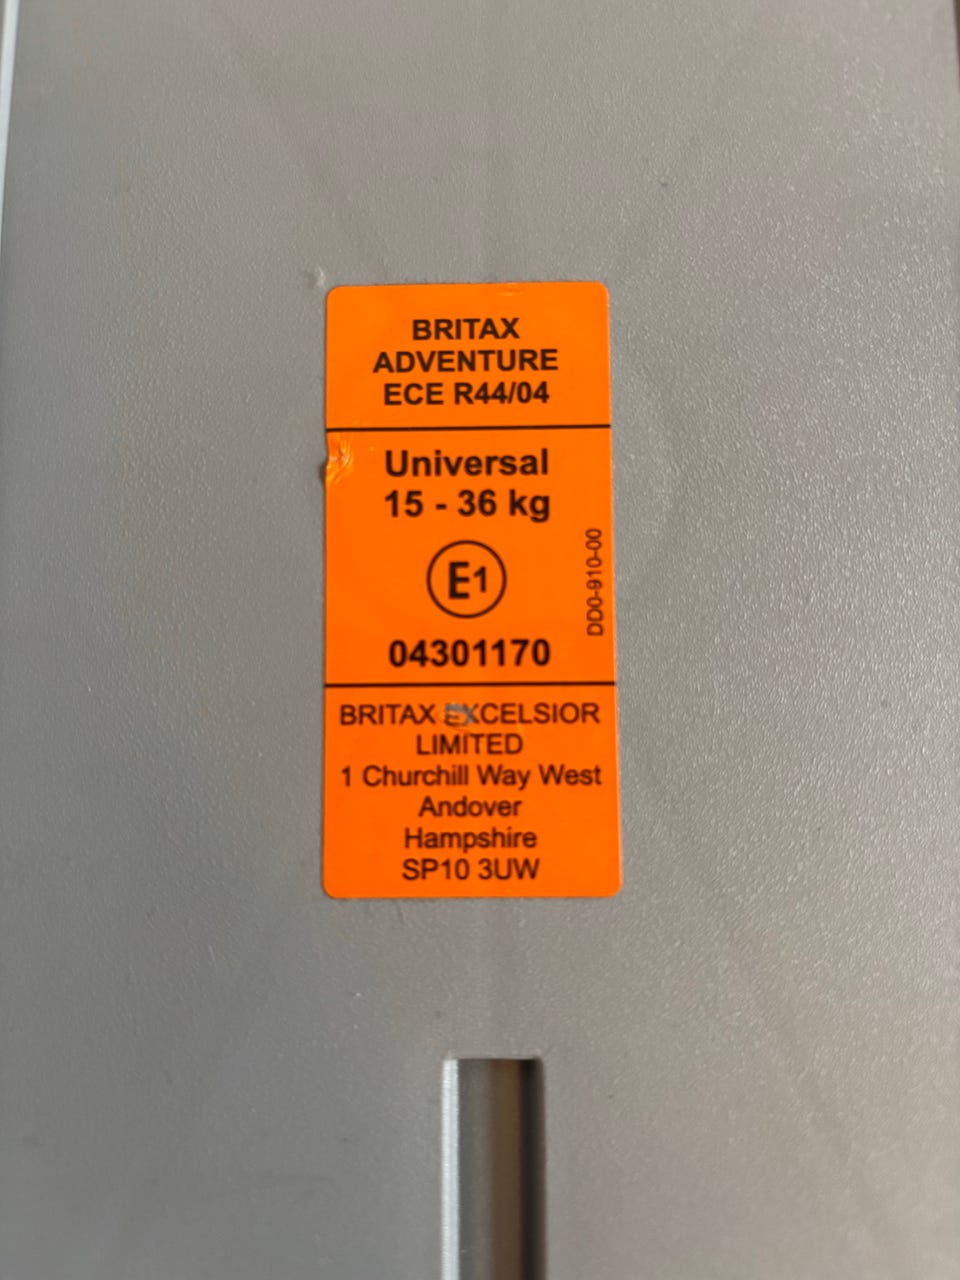 BRITAX
ADVENTURE
ECE R44/04
Universal
15 - 36 kg
E1
04301170
DD0-910-00
BRITAX EXCELSIOR
LIMITED
1 Churchill Way West
Andover
Hampshire
SP10 3UW